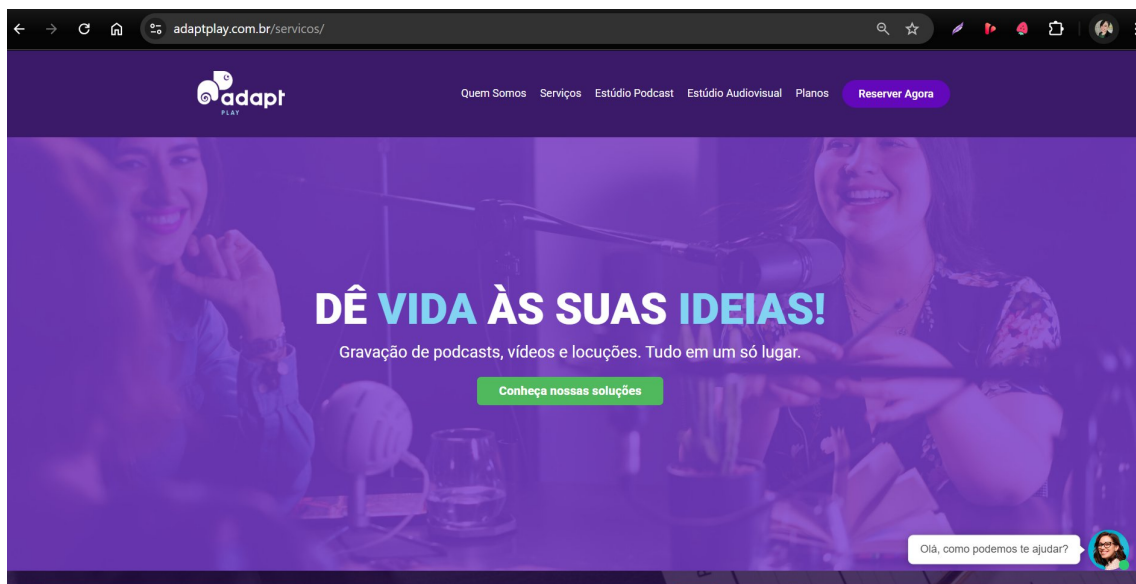 adaptplay.com.br/servicos/
adapt
PLAY
Quem Somos Serviços Estúdio Podcast Estúdio Audiovisual Planos Reserver Agora
DÊ VIDA ÀS SUAS IDEIAS!
Gravação de podcasts, vídeos e locuções. Tudo em um só lugar.
Conheça nossas soluções
Olá, como podemos te ajudar?